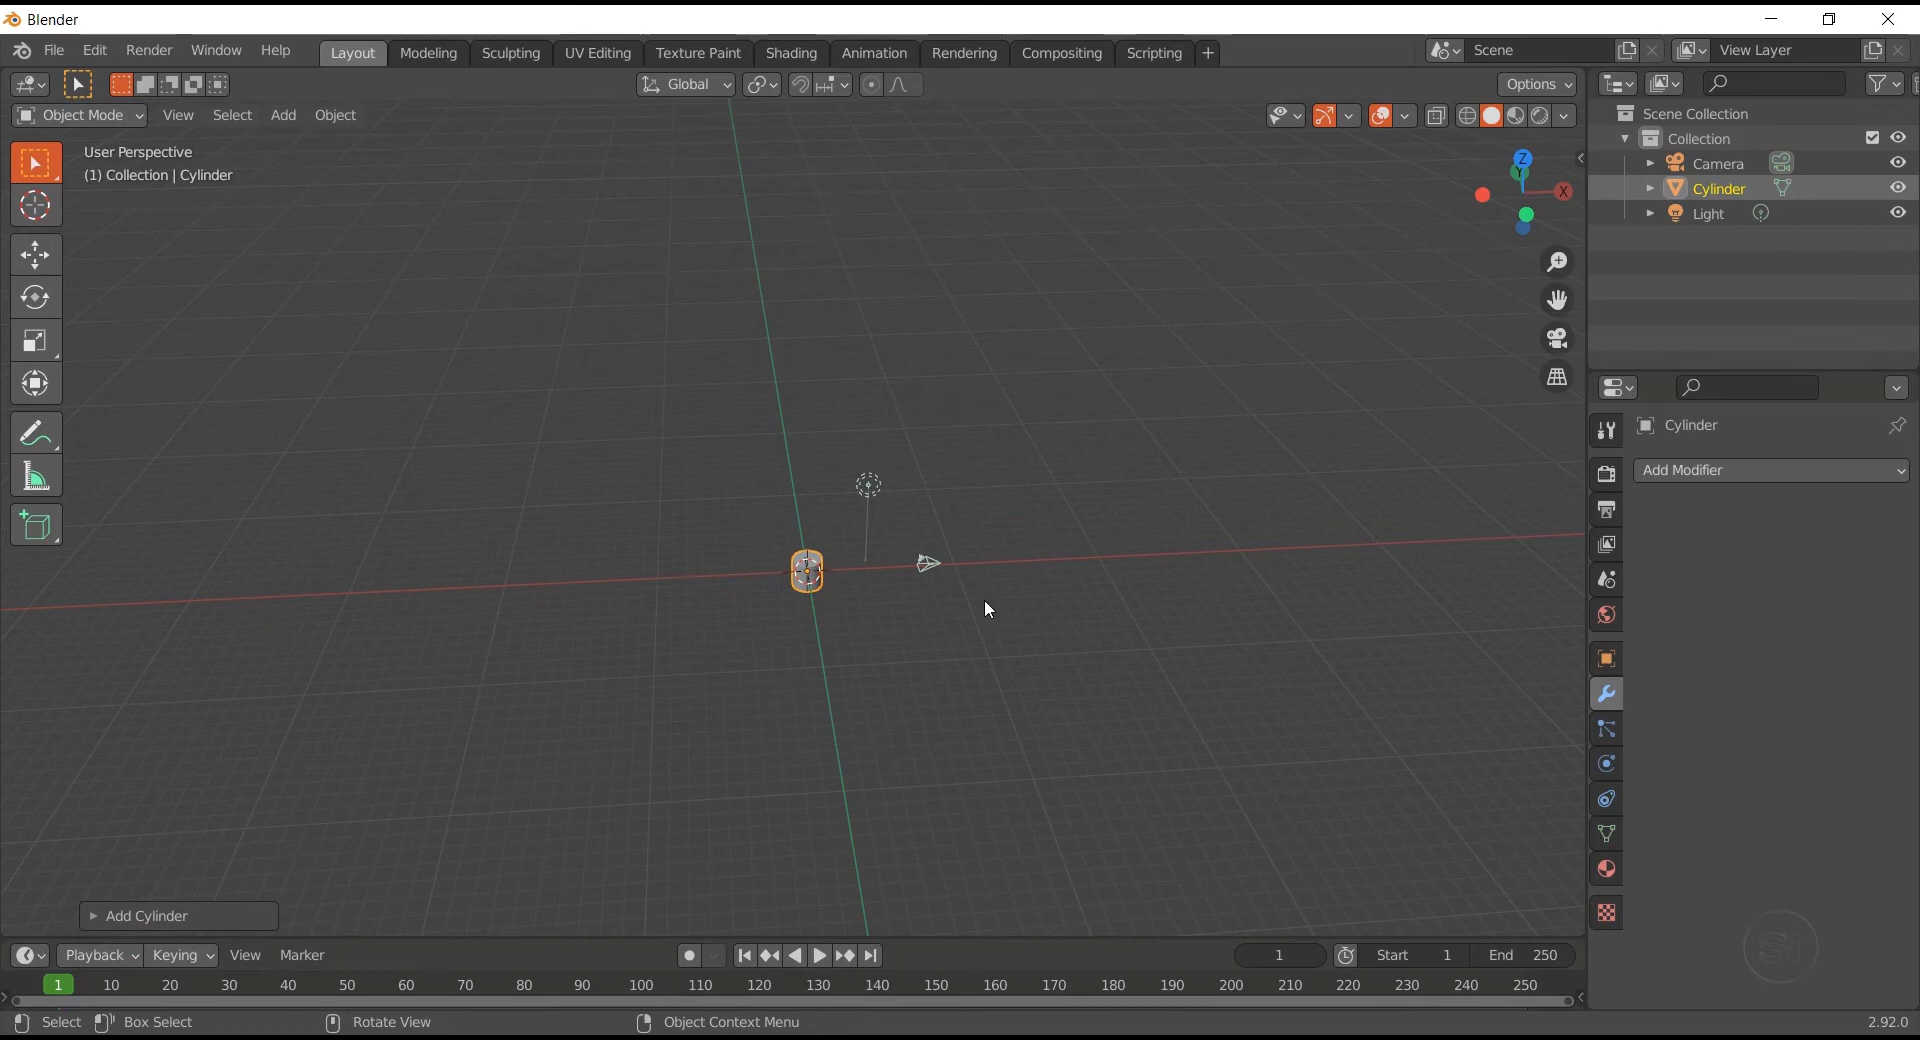 Blender
File Edit Render Window Help Layout Modeling Sculpting UV Editing Texture Paint Shading Animation Rendering Compositing Scripting + Scene View Layer
Global Options
Object Mode View Select Add Object
User Perspective
(1) Collection | Cylinder
Z
Y
X
Scene Collection
Collection
Camera
Cylinder
Light
Cylinder
Add Modifier
Add Cylinder
Playback Keying View Marker 1 Start 1 End 250
1 10 20 30 40 50 60 70 80 90 100 110 120 130 140 150 160 170 180 190 200 210 220 230 240 250
Select Box Select Rotate View Object Context Menu 2.92.0